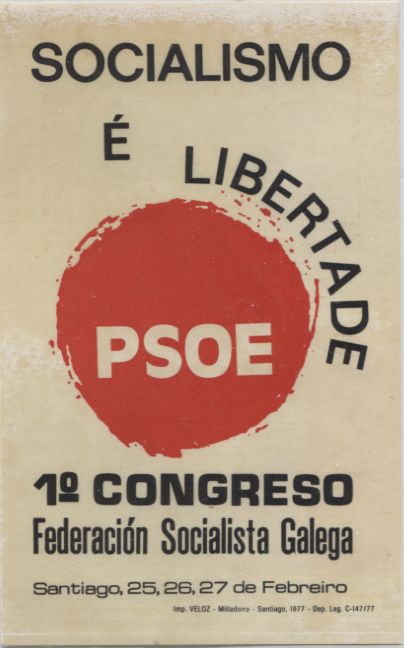 SOCIALISMO
É LIBERTADE
PSOE
1º CONGRESO
Federación Socialista Galega
Santiago, 25, 26, 27 de Febreiro
Imp. VELOZ - Milladoiro - Santiago, 1977 - Dep. Leg. C-147/77